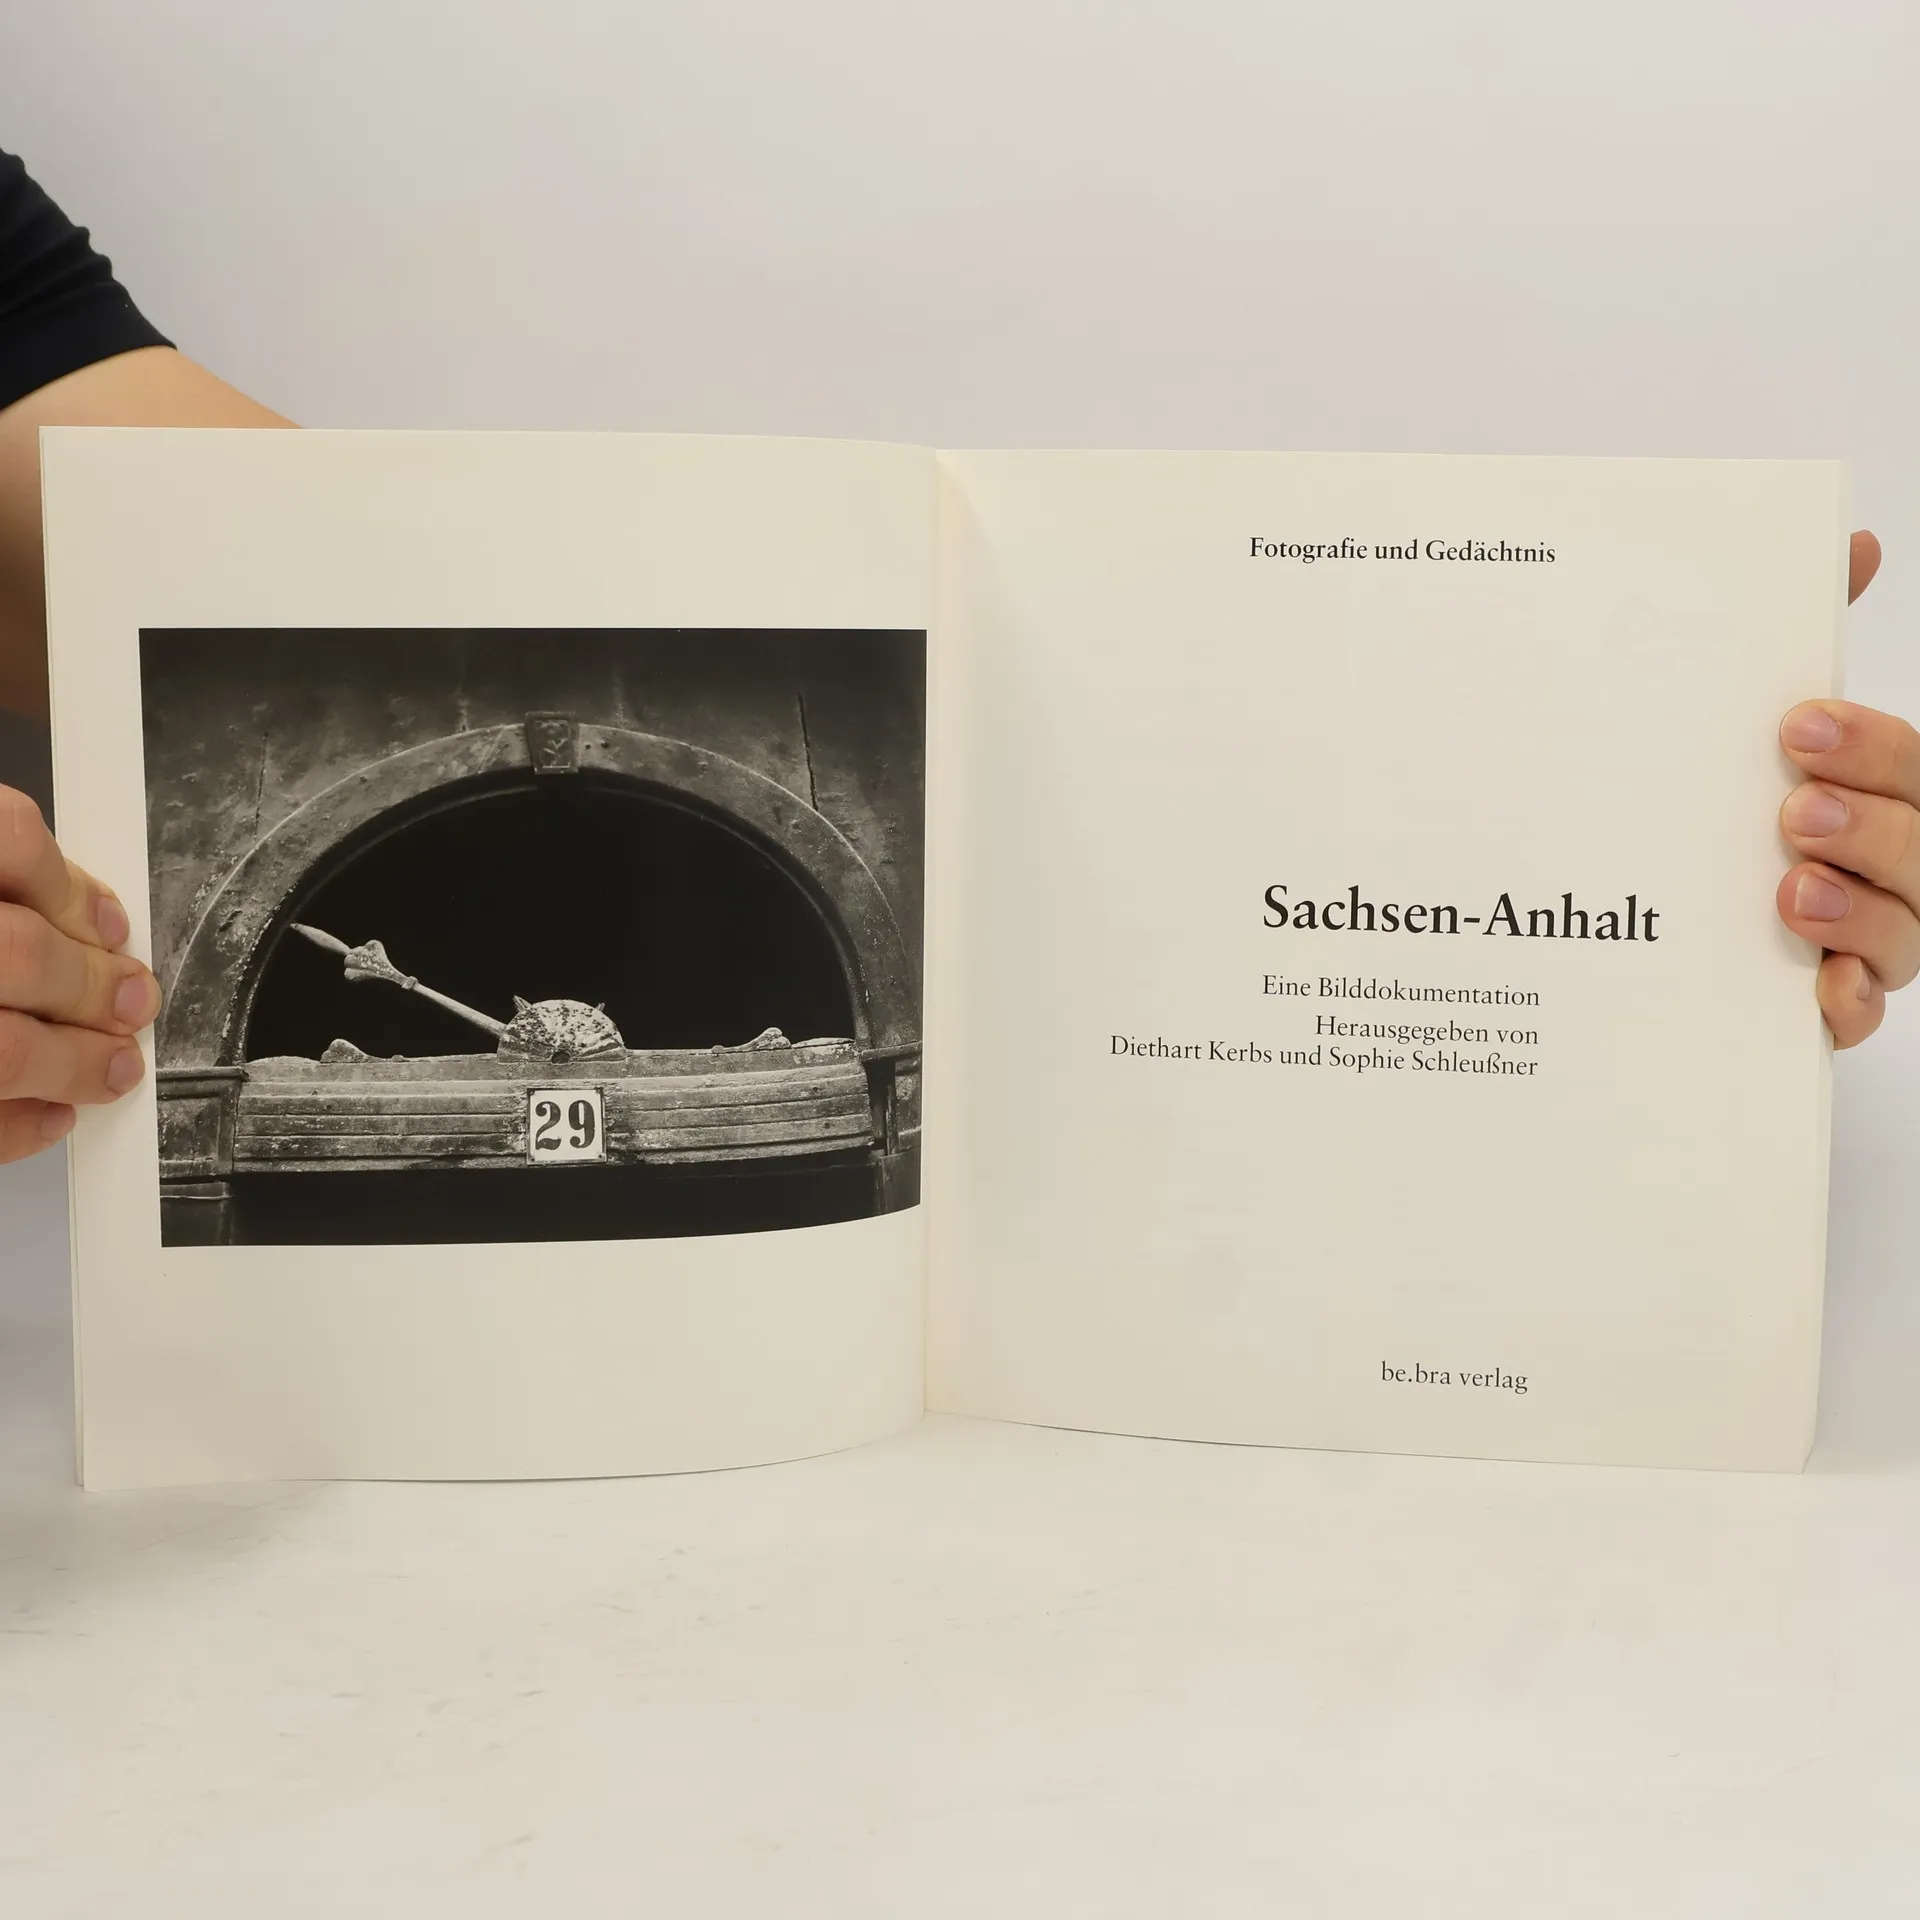 29
Fotografie und Gedächtnis
Sachsen-Anhalt
Eine Bilddokumentation
Herausgegeben von
Diethart Kerbs und Sophie Schleußner
be.bra verlag